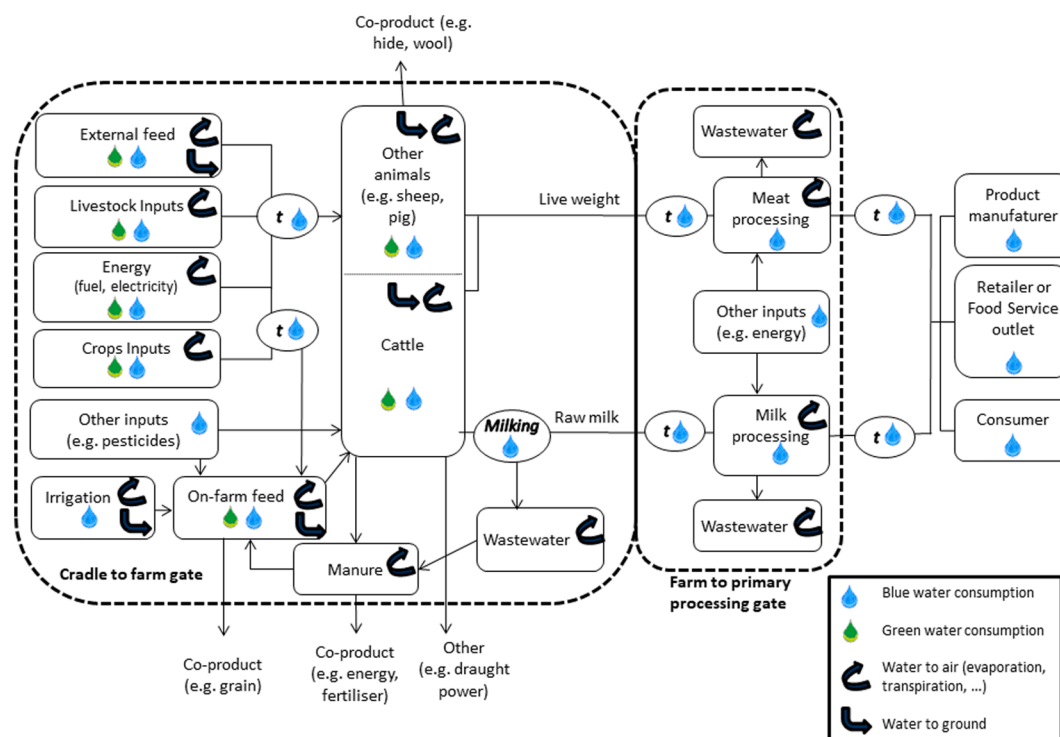 Co-product (e.g.
hide, wool)
External feed
Livestock Inputs
Energy
(fuel, electricity)
Crops Inputs
Other inputs
(e.g. pesticides)
Irrigation
On-farm feed
t
t
Other
animals
(e.g. sheep,
pig)
Cattle
Milking
Wastewater
Manure
Cradle to farm gate
Co-product
(e.g. grain)
Co-product
(e.g. energy,
fertiliser)
Other
(e.g. draught
power)
Live weight
Raw milk
t
t
Wastewater
Meat
processing
Other inputs
(e.g. energy)
Milk
processing
Wastewater
Farm to primary
processing gate
t
t
Product
manufaturer
Retailer or
Food Service
outlet
Consumer
Blue water consumption
Green water consumption
Water to air (evaporation,
transpiration, ...)
Water to ground